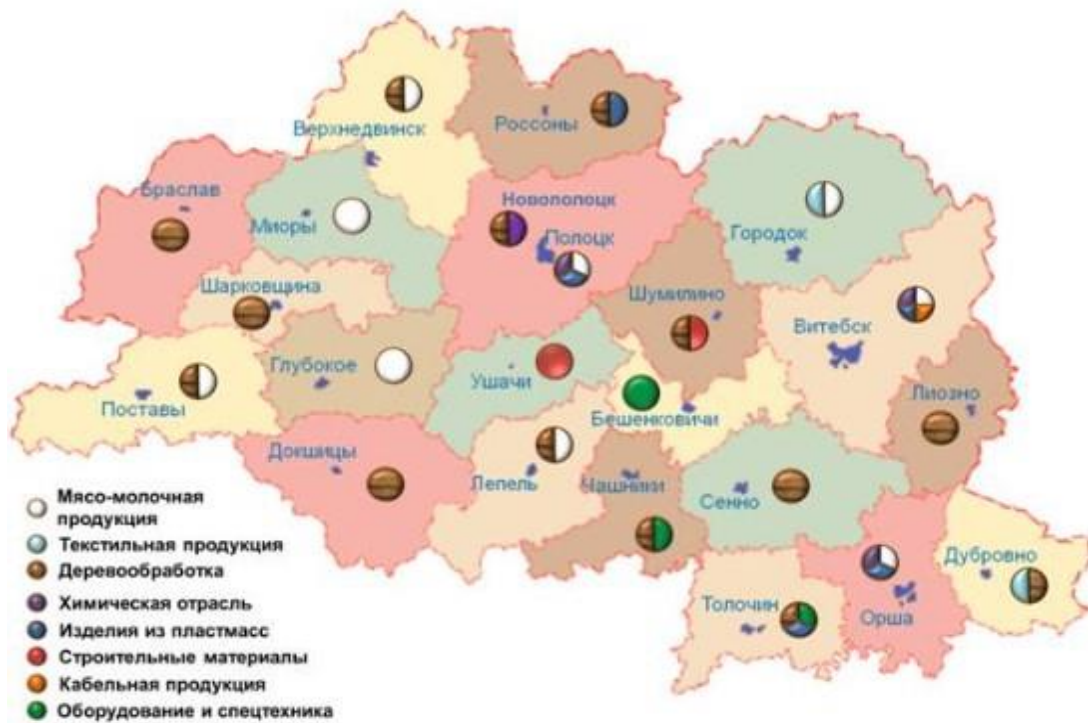 Верхнедвинск
Россоны
Браслав
Миоры
Новополоцк
Полоцк
Городок
Шарковщина
Шумилино
Витебск
Глубокое
Ушачи
Поставы
Бешенковичи
Лиозно
Докшицы
Лепель
Чашники
Сенно
Дубровно
Толочин
Орша
Мясо-молочная
продукция
Текстильная продукция
Деревообработка
Химическая отрасль
Изделия из пластмасс
Строительные материалы
Кабельная продукция
Оборудование и спецтехника